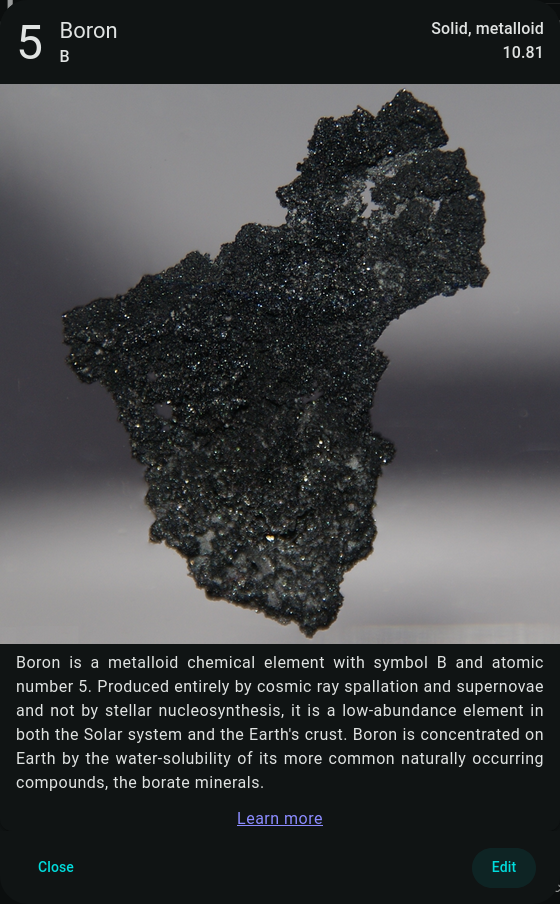 5
Boron
B
Solid, metalloid
10.81
Boron is a metalloid chemical element with symbol B and atomic
number 5. Produced entirely by cosmic ray spallation and supernovae
and not by stellar nucleosynthesis, it is a low-abundance element in
both the Solar system and the Earth's crust. Boron is concentrated on
Earth by the water-solubility of its more common naturally occurring
compounds, the borate minerals.
Learn more
Close
Edit